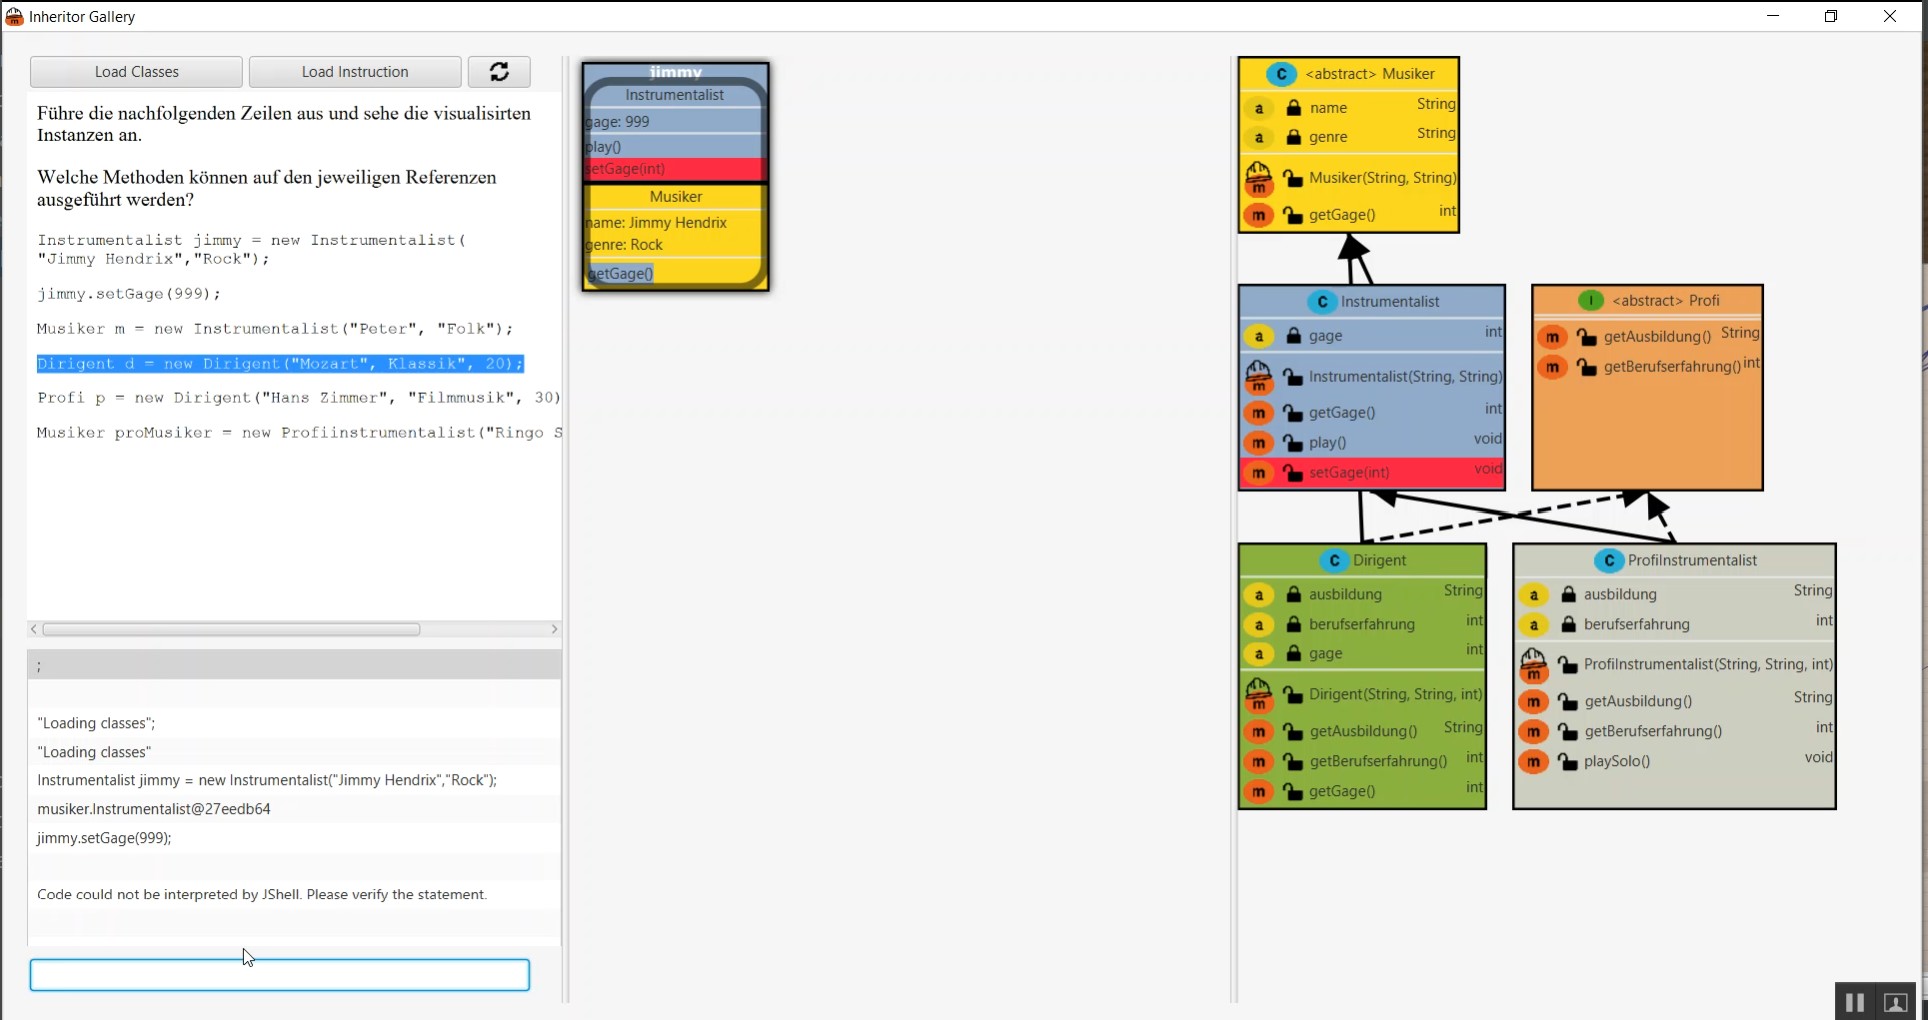 Inheritor Gallery
Load Classes
Load Instruction
Führe die nachfolgenden Zeilen aus und sehe die visualisirten
Instanzen an.
Welche Methoden können auf den jeweiligen Referenzen
ausgeführt werden?
Instrumentalist jimmy = new Instrumentalist(
"Jimmy Hendrix","Rock");
jimmy.setGage(999);
Musiker m = new Instrumentalist("Peter", "Folk");
Dirigent d = new Dirigent("Mozart", Klassik", 20);
Profi p = new Dirigent("Hans Zimmer", "Filmmusik", 30)
Musiker proMusiker = new Profiinstrumentalist("Ringo S
;
"Loading classes";
"Loading classes"
Instrumentalist jimmy = new Instrumentalist("Jimmy Hendrix","Rock");
musiker.Instrumentalist@27eedb64
jimmy.setGage(999);
Code could not be interpreted by JShell. Please verify the statement.
jimmy
Instrumentalist
gage: 999
play()
setGage(int)
Musiker
name: Jimmy Hendrix
genre: Rock
getGage()
C <abstract> Musiker
a name String
a genre String
m Musiker(String, String)
m getGage() int
C Instrumentalist
a gage int
m Instrumentalist(String, String)
m getGage() int
m play() void
m setGage(int) void
I <abstract> Profi
m getAusbildung() String
m getBerufserfahrung() int
C Dirigent
a ausbildung String
a berufserfahrung int
a gage int
m Dirigent(String, String, int)
m getAusbildung() String
m getBerufserfahrung() int
m getGage() int
C ProfiInstrumentalist
a ausbildung String
a berufserfahrung int
m ProfiInstrumentalist(String, String, int)
m getAusbildung() String
m getBerufserfahrung() int
m playSolo() void